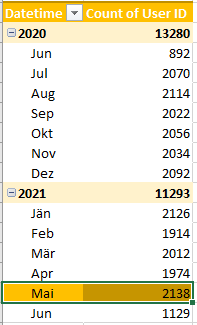 Datetime Count of User ID
2020 13280
Jun 892
Jul 2070
Aug 2114
Sep 2022
Okt 2056
Nov 2034
Dez 2092
2021 11293
Jän 2126
Feb 1914
Mär 2012
Apr 1974
Mai 2138
Jun 1129